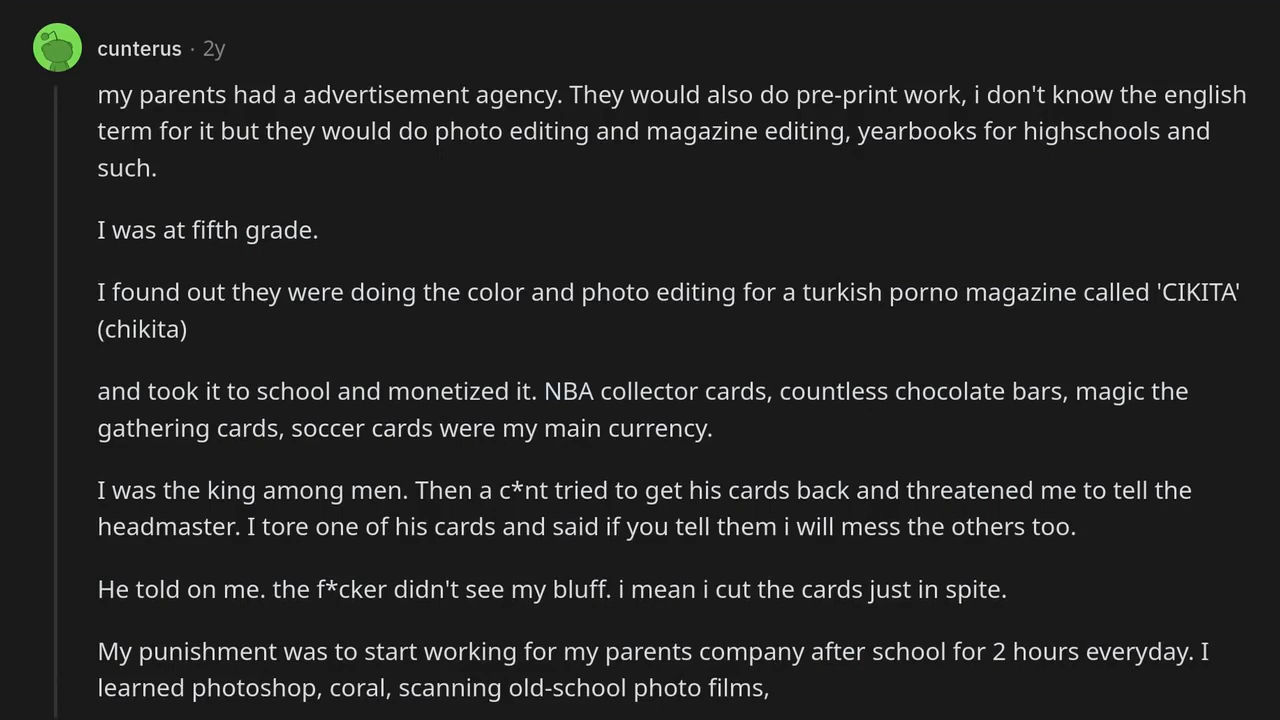 cunterus · 2y
my parents had a advertisement agency. They would also do pre-print work, i don't know the english
term for it but they would do photo editing and magazine editing, yearbooks for highschools and
such.
I was at fifth grade.
I found out they were doing the color and photo editing for a turkish porno magazine called 'CIKITA'
(chikita)
and took it to school and monetized it. NBA collector cards, countless chocolate bars, magic the
gathering cards, soccer cards were my main currency.
I was the king among men. Then a c*nt tried to get his cards back and threatened me to tell the
headmaster. I tore one of his cards and said if you tell them i will mess the others too.
He told on me. the f*cker didn't see my bluff. i mean i cut the cards just in spite.
My punishment was to start working for my parents company after school for 2 hours everyday. I
learned photoshop, coral, scanning old-school photo films,